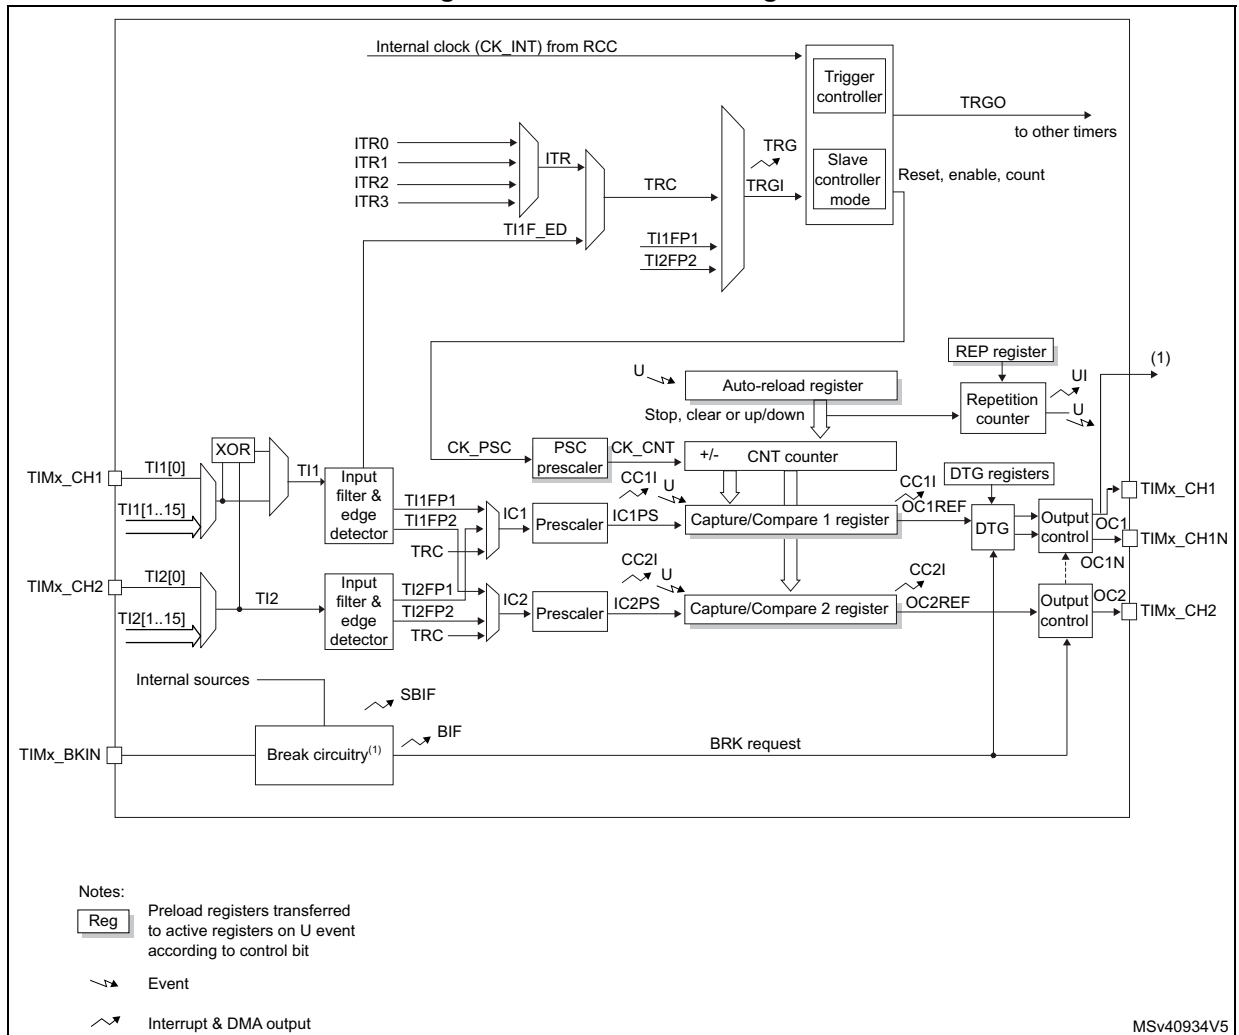 Internal clock (CK_INT) from RCC
Trigger
controller
TRGO
to other timers
ITR0
ITR1
ITR2
ITR3
ITR
TRC
TRG
TRGI
Slave
controller
mode
Reset, enable, count
TI1F_ED
TI1FP1
TI2FP2
REP register
(1)
U
Auto-reload register
UI
Repetition
counter
U
Stop, clear or up/down
XOR
CK_PSC
PSC
prescaler
CK_CNT
+/-
CNT counter
DTG registers
TIMx_CH1
TI1[0]
TI1
Input
filter &
edge
detector
TI1FP1
TI1FP2
TRC
IC1
Prescaler
IC1PS
CC1I
U
Capture/Compare 1 register
CC1I
OC1REF
DTG
Output
control
OC1
TIMx_CH1
TIMx_CH1N
OC1N
TI1[1..15]
TIMx_CH2
TI2[0]
TI2
Input
filter &
edge
detector
TI2FP1
TI2FP2
TRC
IC2
Prescaler
IC2PS
CC2I
U
Capture/Compare 2 register
CC2I
OC2REF
Output
control
OC2
TIMx_CH2
TI2[1..15]
Internal sources
SBIF
BIF
TIMx_BKIN
Break circuitry(1)
BRK request
Notes:
Reg
Preload registers transferred
to active registers on U event
according to control bit
Event
Interrupt & DMA output
MSv40934V5